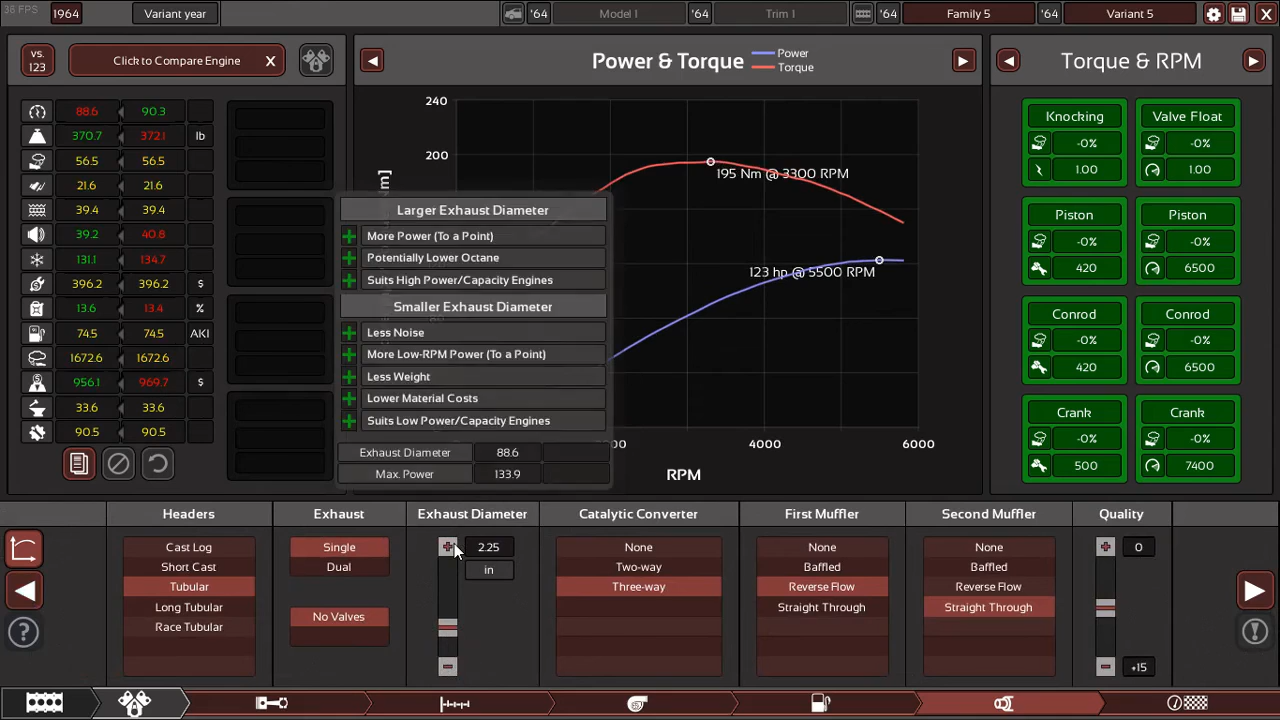 36 FPS
1964
Variant year
'64
Model 1
'64
Trim 1
'64
Family 5
'64
Variant 5
vs.
123
Click to Compare Engine
X
Power & Torque
Power
Torque
Torque & RPM
88.6
90.3
370.7
372.1
lb
56.5
56.5
21.6
21.6
39.4
39.4
39.2
40.8
131.1
134.7
396.2
396.2
$
13.6
13.4
%
74.5
74.5
AKI
1672.6
1672.6
956.1
969.7
$
33.6
33.6
90.5
90.5
240
200
195 Nm @ 3300 RPM
123 hp @ 5500 RPM
4000
6000
RPM
Larger Exhaust Diameter
More Power (To a Point)
Potentially Lower Octane
Suits High Power/Capacity Engines
Smaller Exhaust Diameter
Less Noise
More Low-RPM Power (To a Point)
Less Weight
Lower Material Costs
Suits Low Power/Capacity Engines
Exhaust Diameter
88.6
Max. Power
133.9
Knocking
-0%
1.00
Valve Float
-0%
1.00
Piston
-0%
420
Piston
-0%
6500
Conrod
-0%
420
Conrod
-0%
6500
Crank
-0%
500
Crank
-0%
7400
Headers
Cast Log
Short Cast
Tubular
Long Tubular
Race Tubular
Exhaust
Single
Dual
No Valves
Exhaust Diameter
2.25
in
Catalytic Converter
None
Two-way
Three-way
First Muffler
None
Baffled
Reverse Flow
Straight Through
Second Muffler
None
Baffled
Reverse Flow
Straight Through
Quality
0
+15